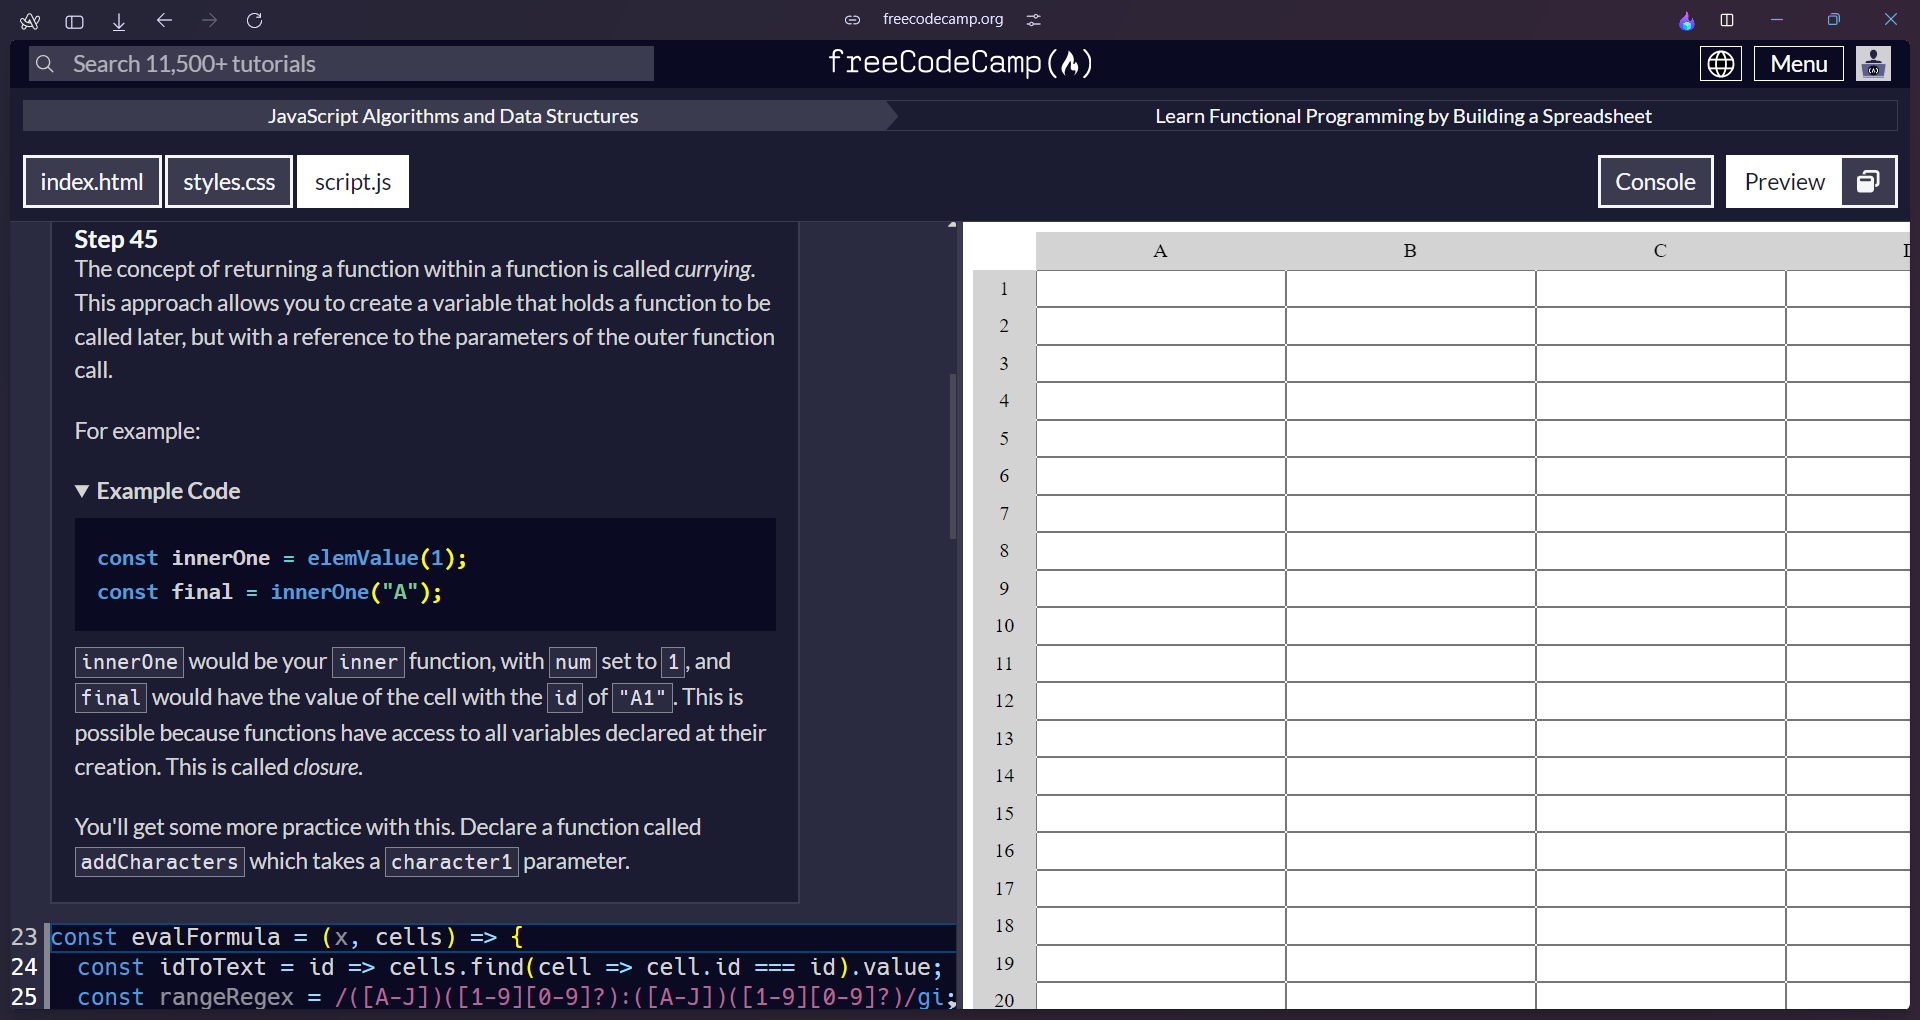 freecodecamp.org
Search 11,500+ tutorials
freeCodeCamp
Menu
JavaScript Algorithms and Data Structures
Learn Functional Programming by Building a Spreadsheet
index.html
styles.css
script.js
Console
Preview
Step 45
The concept of returning a function within a function is called currying.
This approach allows you to create a variable that holds a function to be
called later, but with a reference to the parameters of the outer function
call.
For example:
Example Code
const innerOne = elemValue(1);
const final = innerOne("A");
innerOne would be your inner function, with num set to 1, and
final would have the value of the cell with the id of "A1". This is
possible because functions have access to all variables declared at their
creation. This is called closure.
You'll get some more practice with this. Declare a function called
addCharacters which takes a character1 parameter.
23 const evalFormula = (x, cells) => {
24 const idToText = id => cells.find(cell => cell.id === id).value;
25 const rangeRegex = /([A-J])([1-9][0-9]?):([A-J])([1-9][0-9]?)/gi;
A B C
1
2
3
4
5
6
7
8
9
10
11
12
13
14
15
16
17
18
19
20